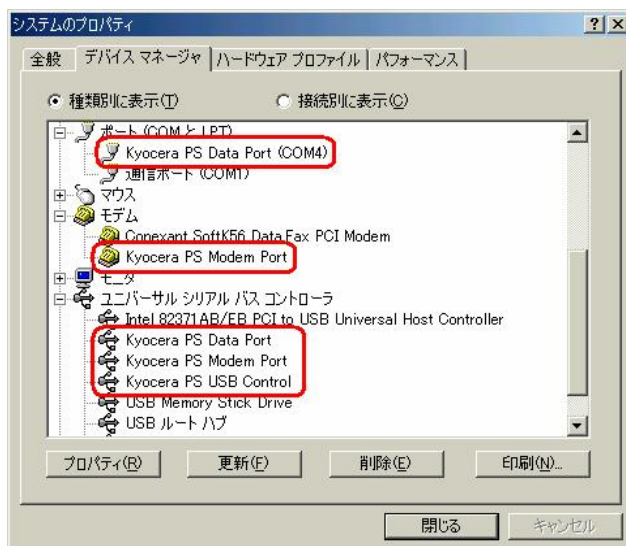 システムのプロパティ
全般 デバイス マネージャ ハードウェア プロファイル パフォーマンス
種類別に表示(T) 接続別に表示(C)
ポート (COM と LPT)
Kyocera PS Data Port (COM4)
通信ポート (COM1)
マウス
モデム
Conexant SoftK56 Data,Fax PCI Modem
Kyocera PS Modem Port
モニタ
ユニバーサル シリアル バス コントローラ
Intel 82371AB/EB PCI to USB Universal Host Controller
Kyocera PS Data Port
Kyocera PS Modem Port
Kyocera PS USB Control
USB Memory Stick Drive
USB ルート ハブ
プロパティ(R) 更新(F) 削除(E) 印刷(N)...
閉じる キャンセル